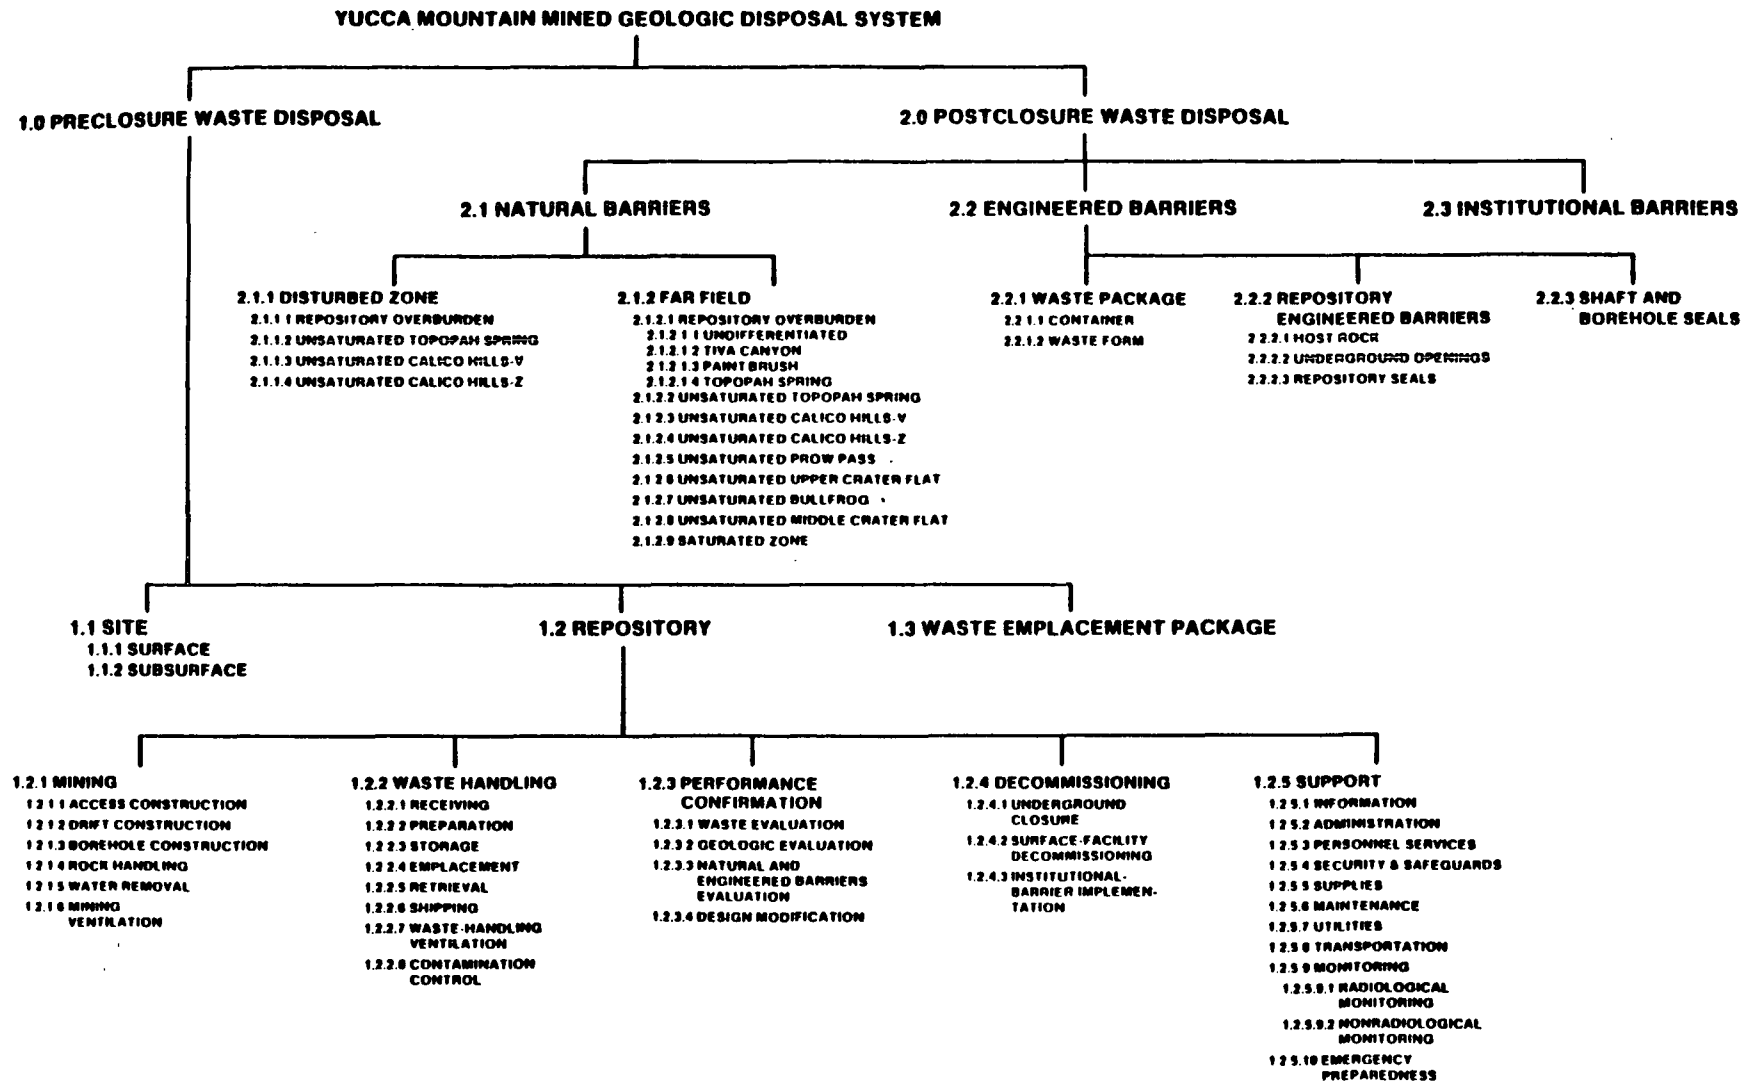 YUCCA MOUNTAIN MINED GEOLOGIC DISPOSAL SYSTEM
1.0 PRECLOSURE WASTE DISPOSAL
2.0 POSTCLOSURE WASTE DISPOSAL
2.1 NATURAL BARRIERS
2.2 ENGINEERED BARRIERS
2.3 INSTITUTIONAL BARRIERS
2.1.1 DISTURBED ZONE
2.1.1 1 REPOSITORY OVERBURDEN
2.1.1.2 UNSATURATED TOPOPAH SPRING
2.1.1.3 UNSATURATED CALICO HILLS-V
2.1.1.4 UNSATURATED CALICO HILLS-Z
2.1.2 FAR FIELD
2.1.2.1 REPOSITORY OVERBURDEN
2.1.2 1 1 UNDIFFERENTIATED
2.1.2.1 2 TIVA CANYON
2 1 2 1.3 PAINTBRUSH
2.1.2.1 4 TOPOPAH SPRING
2.1.2.2 UNSATURATED TOPOPAH SPRING
2.1 2.3 UNSATURATED CALICO HILLS-V
2.1.2.4 UNSATURATED CALICO HILLS-Z
2.1.2.5 UNSATURATED PROW PASS
2.1 2 6 UNSATURATED UPPER CRATER FLAT
2 1.2.7 UNSATURATED BULLFROG
2.1 2.8 UNSATURATED MIDDLE CRATER FLAT
2.1.2.9 SATURATED ZONE
2.2.1 WASTE PACKAGE
2.2 1.1 CONTAINER
2.2.1.2 WASTE FORM
2.2.2 REPOSITORY
ENGINEERED BARRIERS
2 2.2.1 HOST ROCK
2.2.2.2 UNDERGROUND OPENINGS
2.2.2.3 REPOSITORY SEALS
2.2.3 SHAFT AND
BOREHOLE SEALS
1.1 SITE
1.1.1 SURFACE
1.1.2 SUBSURFACE
1.2 REPOSITORY
1.3 WASTE EMPLACEMENT PACKAGE
1.2.1 MINING
1 2 1 1 ACCESS CONSTRUCTION
1 2 1 2 DRIFT CONSTRUCTION
1 2 1.3 BOREHOLE CONSTRUCTION
1 2 1 4 ROCK HANDLING
1 2 1 5 WATER REMOVAL
1 2.1 6 MINING
VENTILATION
1.2.2 WASTE HANDLING
1.2.2.1 RECEIVING
1.2.2 2 PREPARATION
1.2 2.3 STORAGE
1.2.2.4 EMPLACEMENT
1.2.2.5 RETRIEVAL
1.2.2.6 SHIPPING
1.2.2.7 WASTE-HANDLING
VENTILATION
1.2.2.8 CONTAMINATION
CONTROL
1.2.3 PERFORMANCE
CONFIRMATION
1.2.3.1 WASTE EVALUATION
1.2.3 2 GEOLOGIC EVALUATION
1.2.3.3 NATURAL AND
ENGINEERED BARRIERS
EVALUATION
1.2.3.4 DESIGN MODIFICATION
1.2.4 DECOMMISSIONING
1.2.4.1 UNDERGROUND
CLOSURE
1.2.4.2 SURFACE-FACILITY
DECOMMISSIONING
1.2.4.3 INSTITUTIONAL-
BARRIER IMPLEMEN-
TATION
1.2.5 SUPPORT
1 2 5.1 INFORMATION
1 2 5.2 ADMINISTRATION
1 2 5 3 PERSONNEL SERVICES
1 2 5 4 SECURITY & SAFEGUARDS
1 2.5 5 SUPPLIES
1 2 5.6 MAINTENANCE
1.2.5.7 UTILITIES
1 2 5 8 TRANSPORTATION
1 2.5 9 MONITORING
1.2.5.9.1 RADIOLOGICAL
MONITORING
1.2.5.9.2 NONRADIOLOGICAL
MONITORING
1 2 5.10 EMERGENCY
PREPAREDNESS